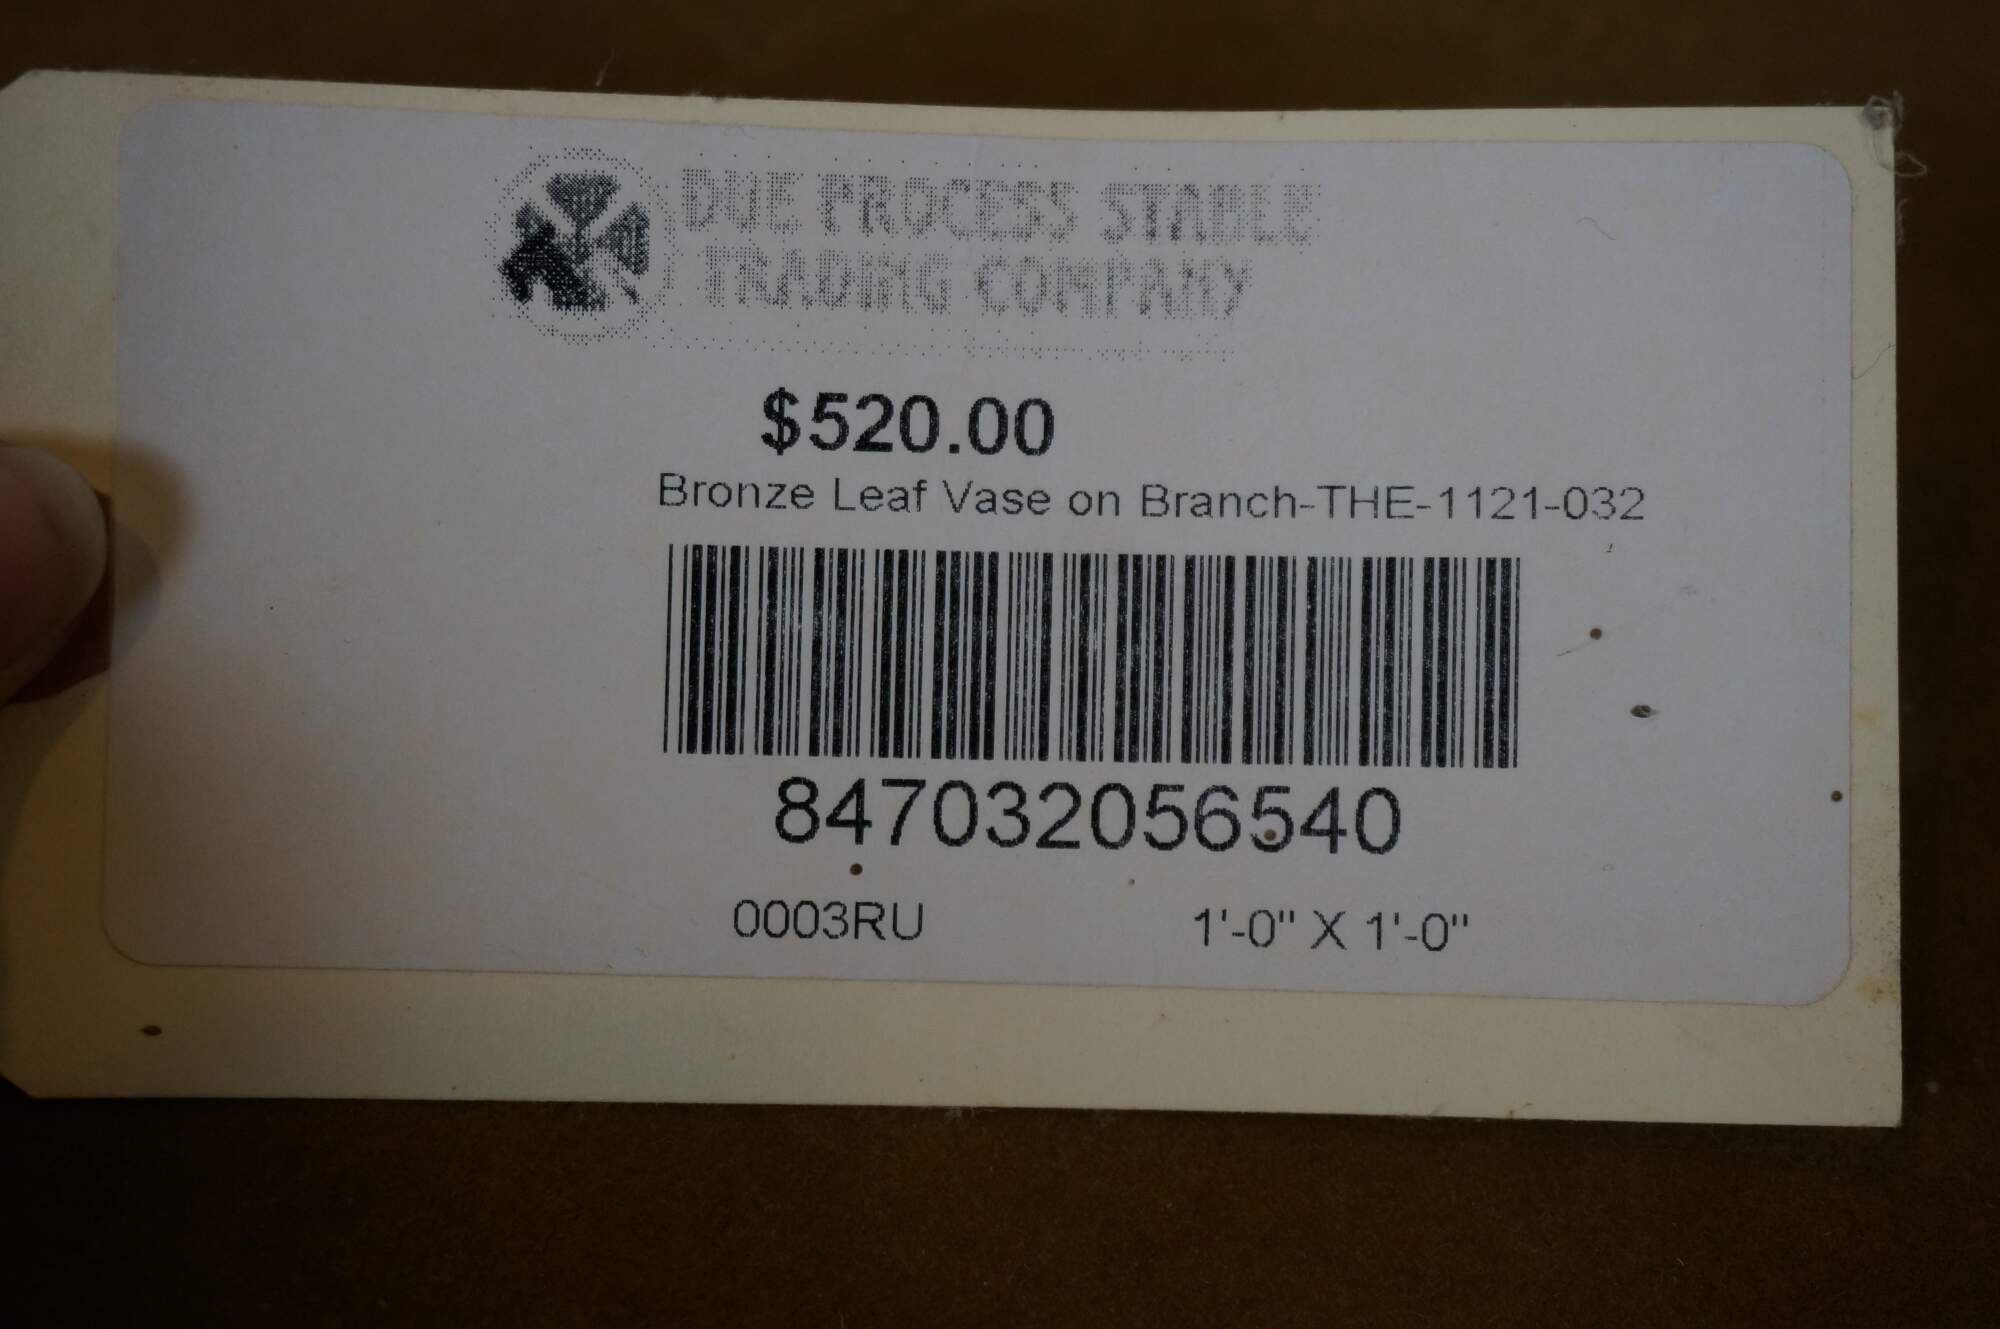 DUE PROCESS STABLE
TRADING COMPANY
$520.00
Bronze Leaf Vase on Branch-THE-1121-032
847032056540
0003RU 1'-0" X 1'-0"